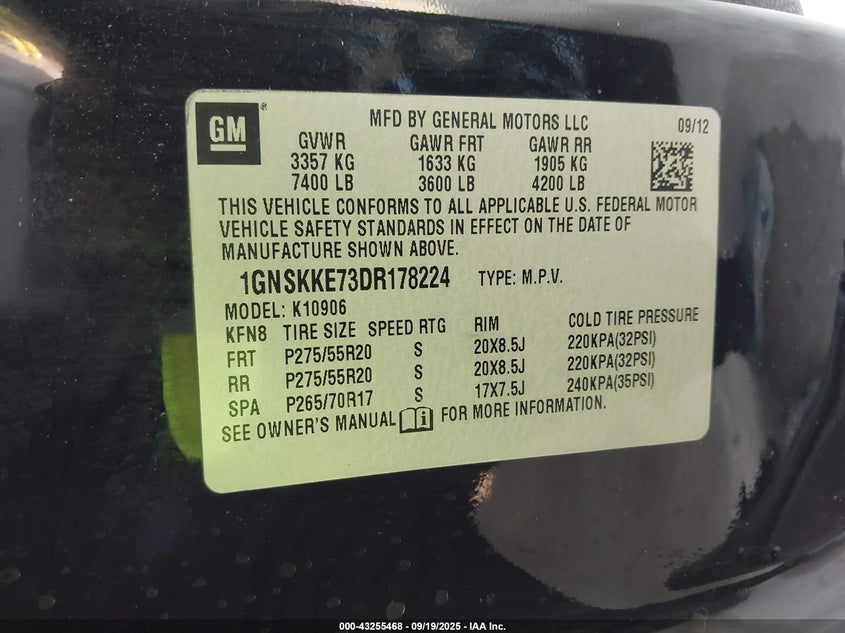 GM
MFD BY GENERAL MOTORS LLC
09/12
GVWR GAWR FRT GAWR RR
3357 KG 1633 KG 1905 KG
7400 LB 3600 LB 4200 LB
THIS VEHICLE CONFORMS TO ALL APPLICABLE U.S. FEDERAL MOTOR
VEHICLE SAFETY STANDARDS IN EFFECT ON THE DATE OF
MANUFACTURE SHOWN ABOVE.
1GNSKKE73DR178224 TYPE: M.P.V.
MODEL: K10906
KFN8 TIRE SIZE SPEED RTG RIM COLD TIRE PRESSURE
FRT P275/55R20 S 20X8.5J 220KPA(32PSI)
RR P275/55R20 S 20X8.5J 220KPA(32PSI)
SPA P265/70R17 S 17X7.5J 240KPA(35PSI)
SEE OWNER'S MANUAL FOR MORE INFORMATION.
000-43255468 - 09/19/2025 - IAA Inc.